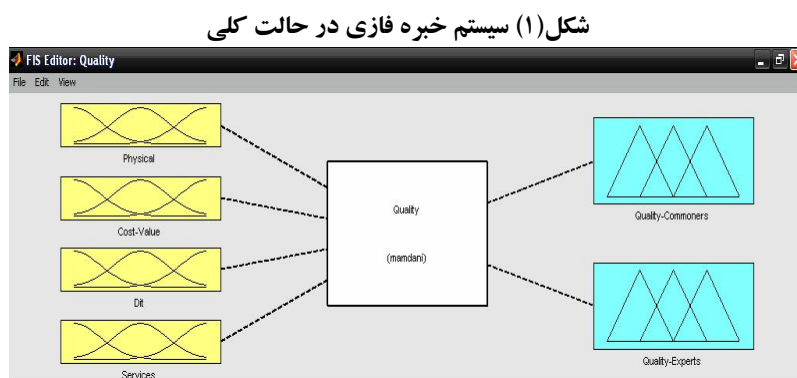 شکل(۱) سیستم خبره فازی در حالت کلی
FIS Editor: Quality
File Edit View
Physical
Cost-Value
Dit
Services
Quality
(mamdani)
Quality-Commoners
Quality-Experts